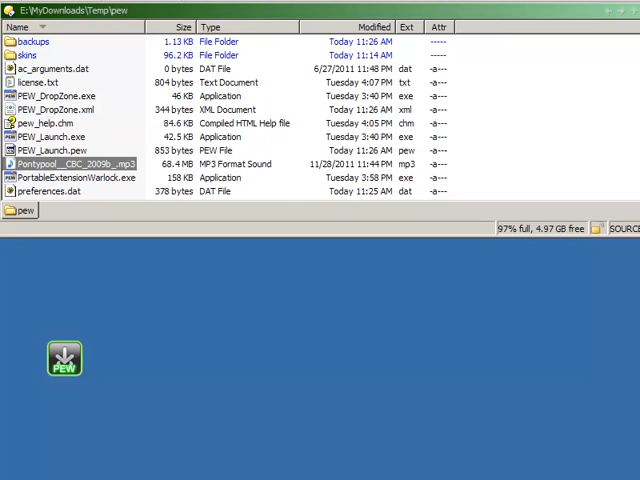 E:\MyDownloads\Temp\pew
Name Size Type Modified Ext Attr
backups 1.13 KB File Folder Today 11:26 AM -----
skins 96.2 KB File Folder Today 11:14 AM -----
ac_arguments.dat 0 bytes DAT File 6/27/2011 11:48 PM dat -a---
license.txt 804 bytes Text Document Tuesday 4:07 PM txt -a---
PEW_DropZone.exe 46 KB Application Tuesday 3:40 PM exe -a---
PEW_DropZone.xml 344 bytes XML Document Today 11:26 AM xml -a---
pew_help.chm 84.6 KB Compiled HTML Help file Tuesday 4:05 PM chm -a---
PEW_Launch.exe 42.5 KB Application Tuesday 3:40 PM exe -a---
PEW_Launch.pew 853 bytes PEW File Today 11:26 AM pew -a---
Pontypool__CBC_2009b_.mp3 68.4 MB MP3 Format Sound 11/28/2011 11:44 PM mp3 -a---
PortableExtensionWarlock.exe 158 KB Application Tuesday 3:58 PM exe -a---
preferences.dat 378 bytes DAT File Today 11:25 AM dat -a---
pew
97% full, 4.97 GB free SOURCE
PEW